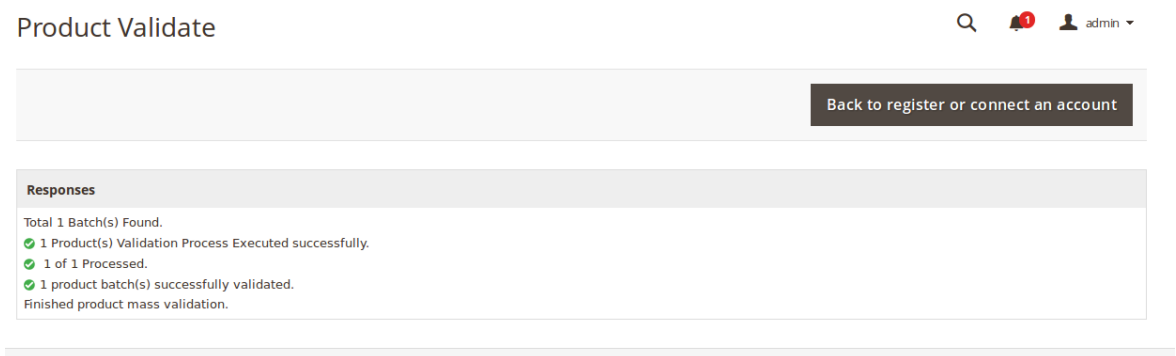 Product Validate
1
admin
Back to register or connect an account
Responses
Total 1 Batch(s) Found.
1 Product(s) Validation Process Executed successfully.
1 of 1 Processed.
1 product batch(s) successfully validated.
Finished product mass validation.